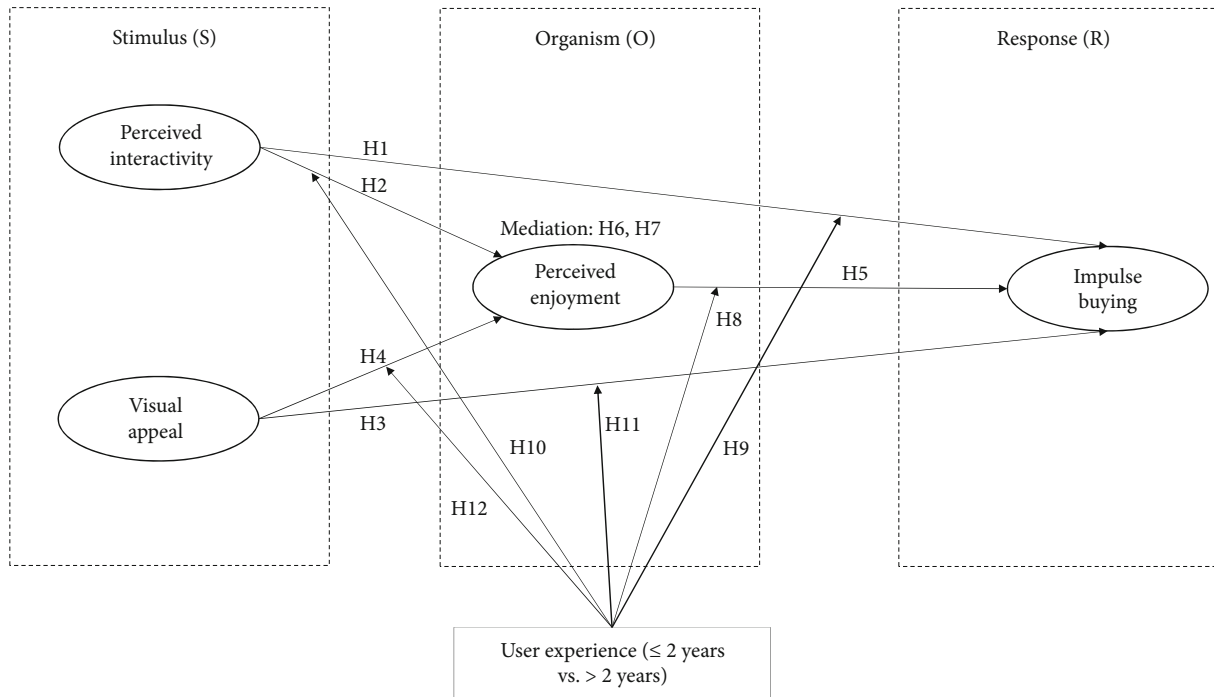 Stimulus (S)
Organism (O)
Response (R)
Perceived
interactivity
H1
H2
Mediation: H6, H7
Perceived
enjoyment
H5
Impulse
buying
H8
H4
Visual
appeal
H3
H11
H10
H9
H12
User experience (≤ 2 years
vs. > 2 years)